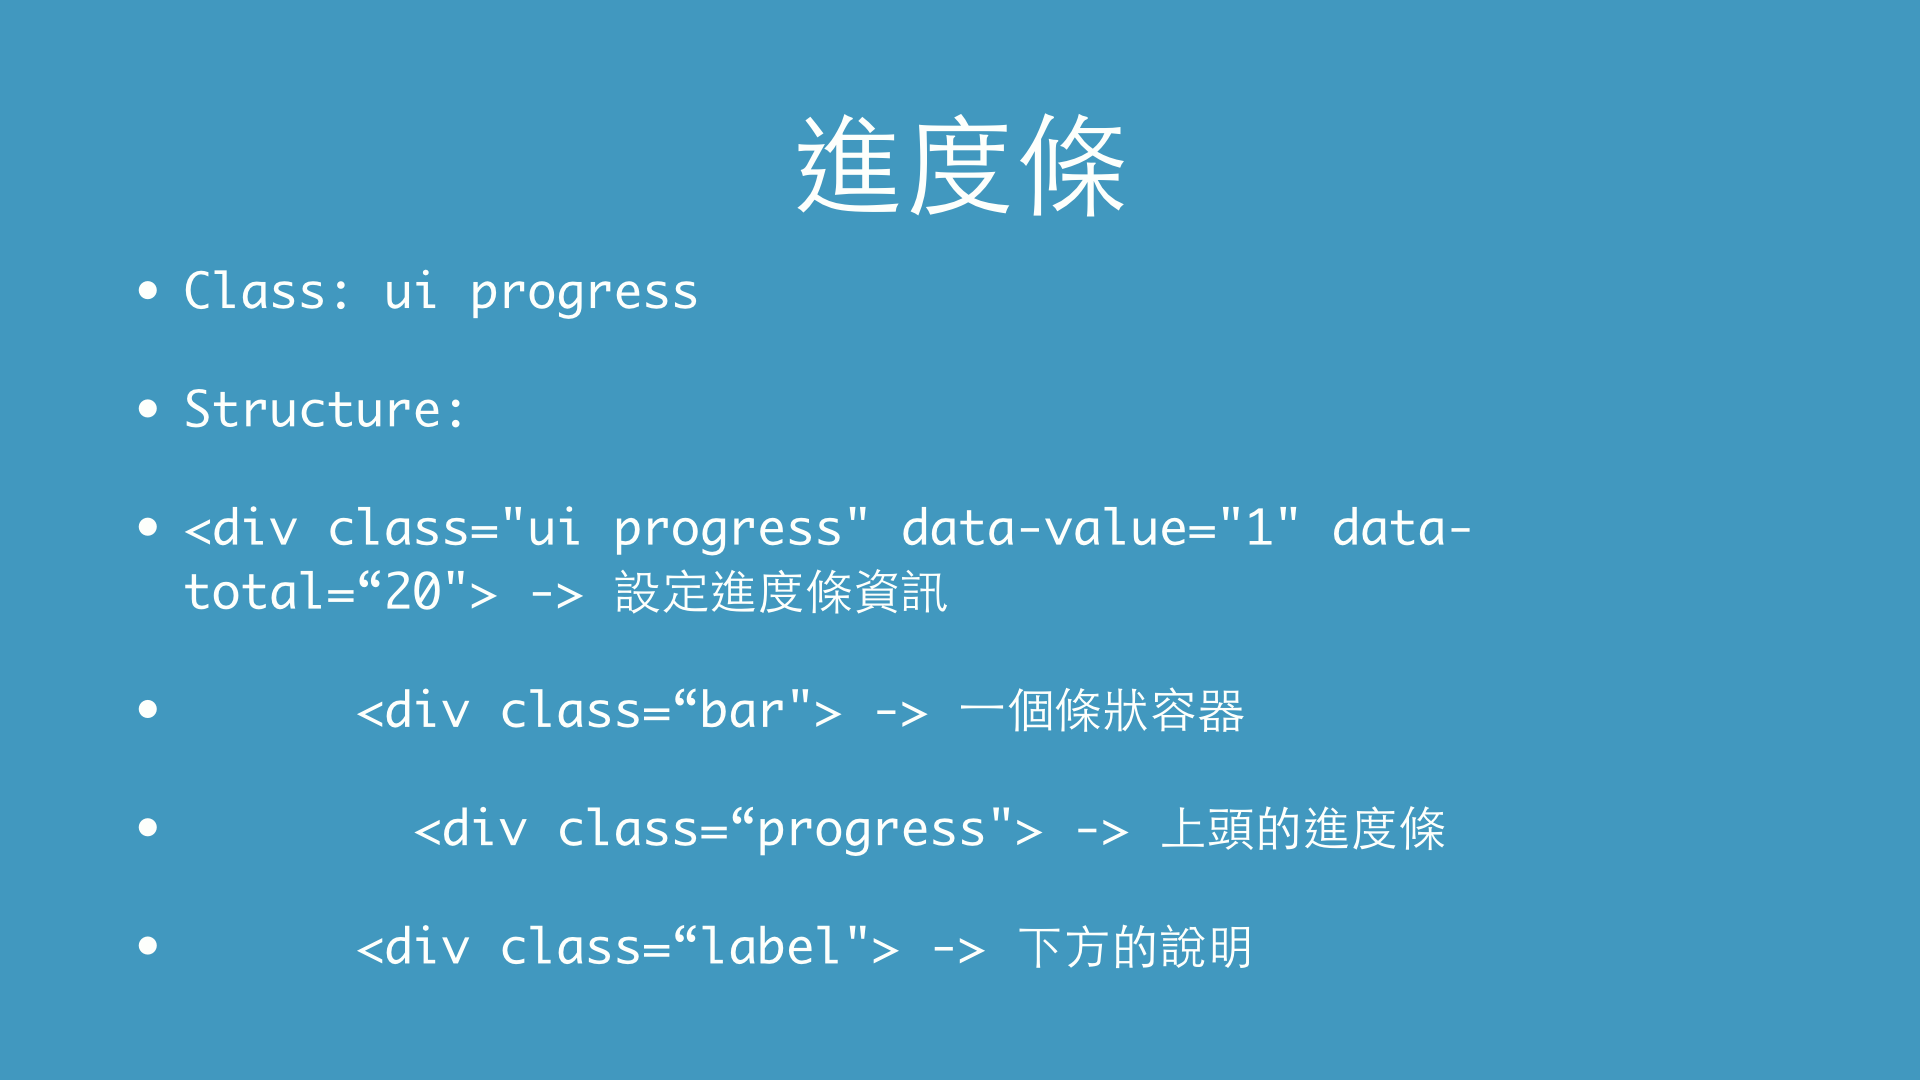 進度條
• Class: ui progress
• Structure:
• <div class="ui progress" data-value="1" data-
total=“20"> -> 設定進度條資訊
• <div class=“bar"> -> 一個條狀容器
• <div class=“progress"> -> 上頭的進度條
• <div class=“label"> -> 下方的說明